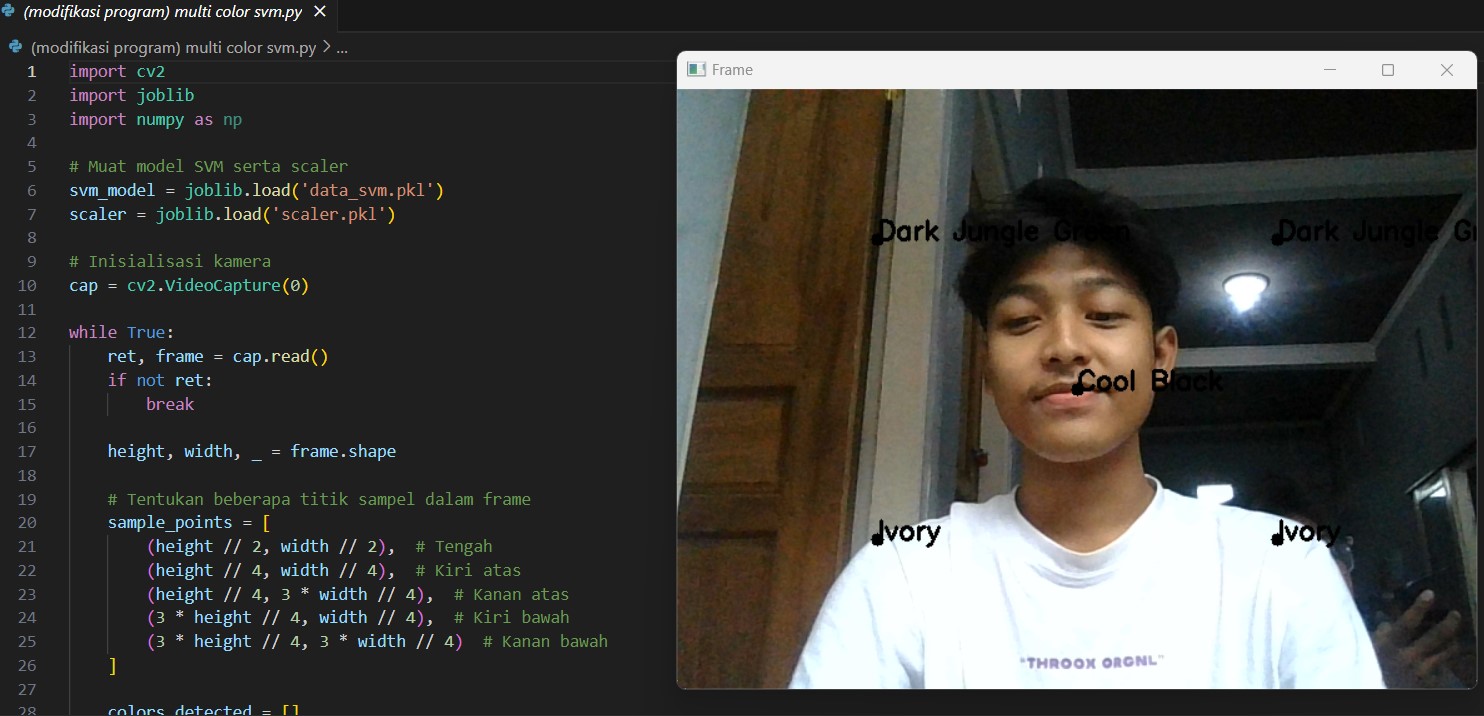 (modifikasi program) multi color svm.py
(modifikasi program) multi color svm.py > ...
1 import cv2
2 import joblib
3 import numpy as np
4
5 # Muat model SVM serta scaler
6 svm_model = joblib.load('data_svm.pkl')
7 scaler = joblib.load('scaler.pkl')
8
9 # Inisialisasi kamera
10 cap = cv2.VideoCapture(0)
11
12 while True:
13 ret, frame = cap.read()
14 if not ret:
15 break
16
17 height, width, _ = frame.shape
18
19 # Tentukan beberapa titik sampel dalam frame
20 sample_points = [
21 (height // 2, width // 2), # Tengah
22 (height // 4, width // 4), # Kiri atas
23 (height // 4, 3 * width // 4), # Kanan atas
24 (3 * height // 4, width // 4), # Kiri bawah
25 (3 * height // 4, 3 * width // 4) # Kanan bawah
26 ]
27
28 colors_detected = []
Frame
Dark Jungle Green
Dark Jungle Gr
Cool Black
Ivory
Ivory
"THROOX ORGNL"